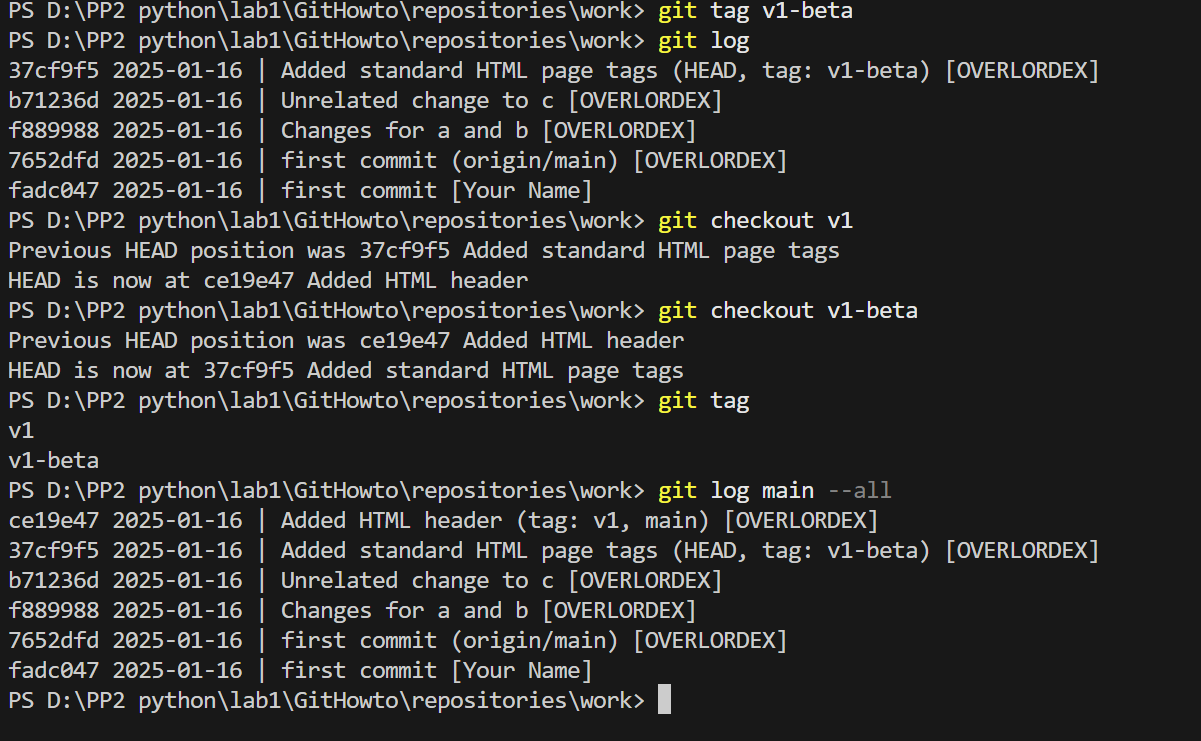 PS D:\PP2 python\lab1\GitHowto\repositories\work> git tag v1-beta
PS D:\PP2 python\lab1\GitHowto\repositories\work> git log
37cf9f5 2025-01-16 | Added standard HTML page tags (HEAD, tag: v1-beta) [OVERLORDEX]
b71236d 2025-01-16 | Unrelated change to c [OVERLORDEX]
f889988 2025-01-16 | Changes for a and b [OVERLORDEX]
7652dfd 2025-01-16 | first commit (origin/main) [OVERLORDEX]
fadc047 2025-01-16 | first commit [Your Name]
PS D:\PP2 python\lab1\GitHowto\repositories\work> git checkout v1
Previous HEAD position was 37cf9f5 Added standard HTML page tags
HEAD is now at ce19e47 Added HTML header
PS D:\PP2 python\lab1\GitHowto\repositories\work> git checkout v1-beta
Previous HEAD position was ce19e47 Added HTML header
HEAD is now at 37cf9f5 Added standard HTML page tags
PS D:\PP2 python\lab1\GitHowto\repositories\work> git tag
v1
v1-beta
PS D:\PP2 python\lab1\GitHowto\repositories\work> git log main --all
ce19e47 2025-01-16 | Added HTML header (tag: v1, main) [OVERLORDEX]
37cf9f5 2025-01-16 | Added standard HTML page tags (HEAD, tag: v1-beta) [OVERLORDEX]
b71236d 2025-01-16 | Unrelated change to c [OVERLORDEX]
f889988 2025-01-16 | Changes for a and b [OVERLORDEX]
7652dfd 2025-01-16 | first commit (origin/main) [OVERLORDEX]
fadc047 2025-01-16 | first commit [Your Name]
PS D:\PP2 python\lab1\GitHowto\repositories\work>